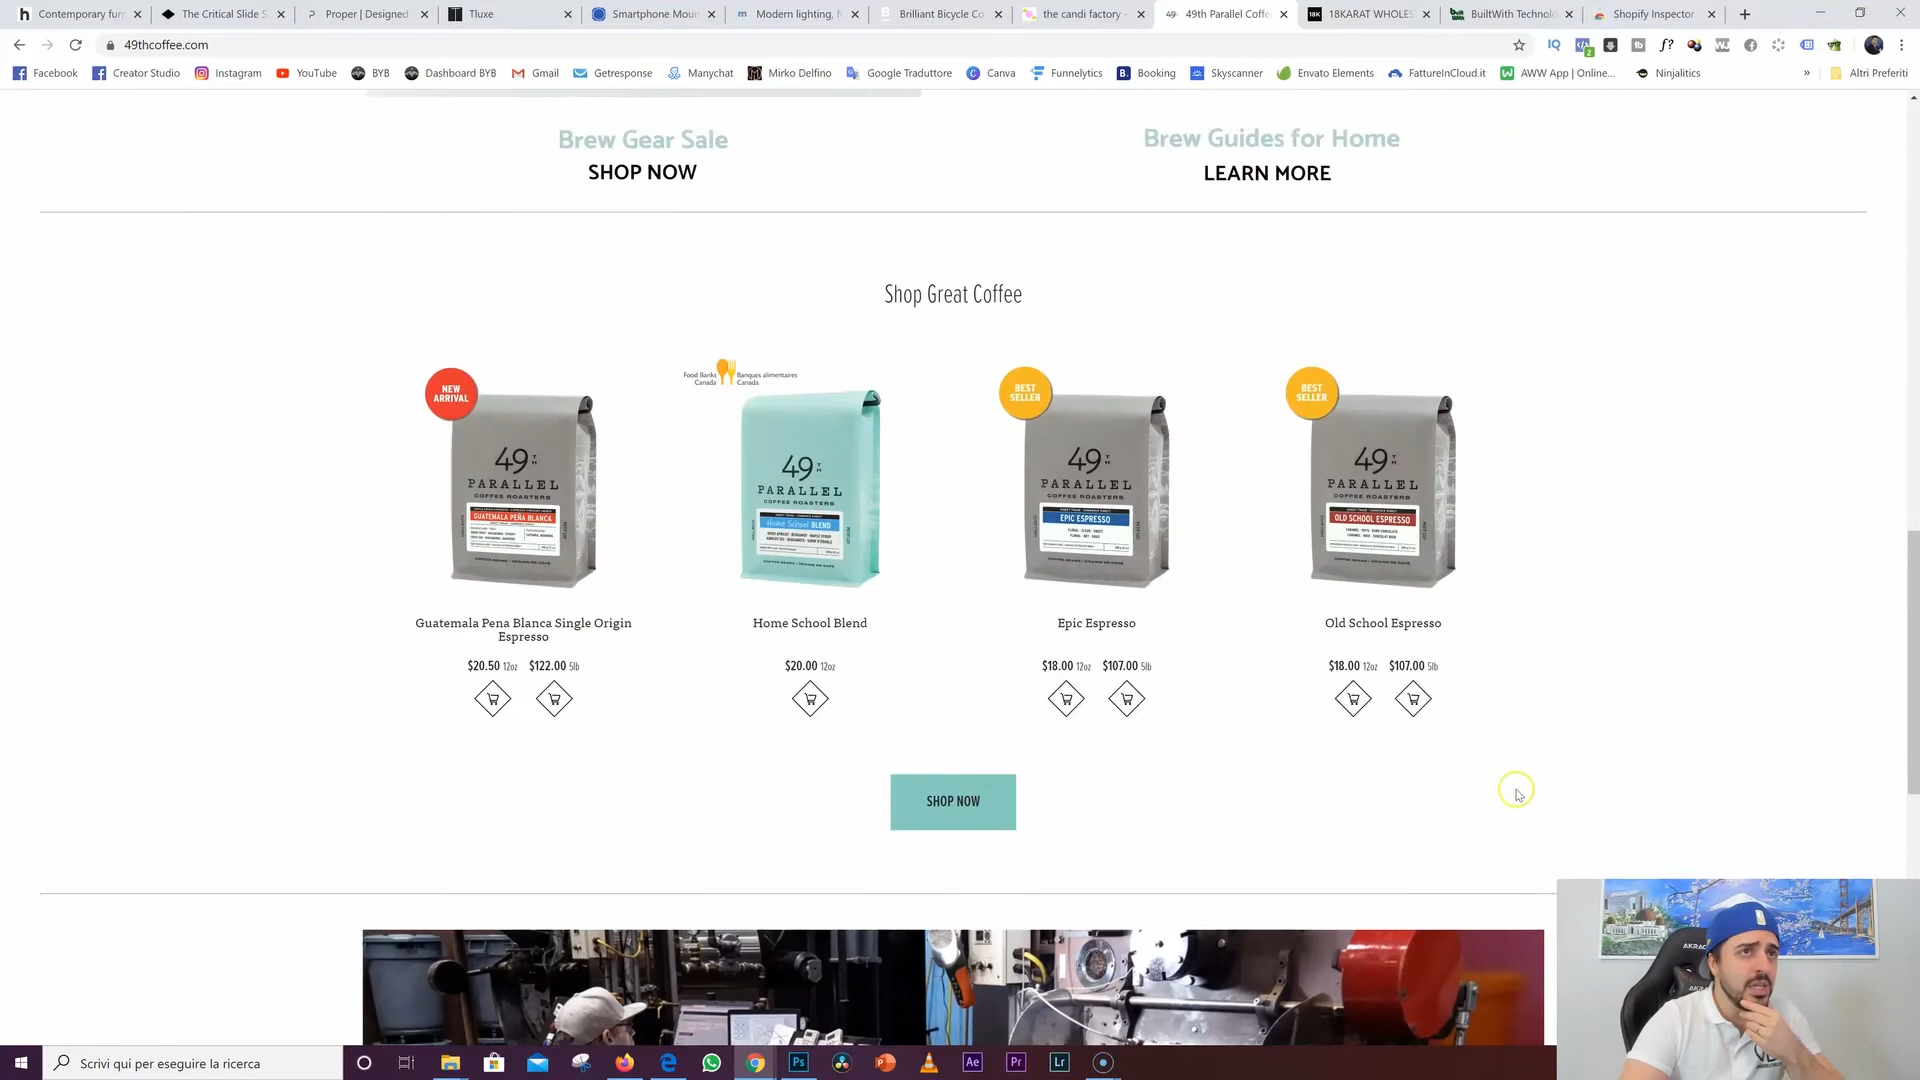 Contemporary furn
The Critical Slide S
Proper | Designed
Tluxe
Smartphone Moun
Modern lighting, f
Brilliant Bicycle Co
the candi factory -
49th Parallel Coffe
18KARAT WHOLES
BuiltWith Technolo
Shopify Inspector
49thcoffee.com
Facebook
Creator Studio
Instagram
YouTube
BYB
Dashboard BYB
Gmail
Getresponse
Manychat
Mirko Delfino
Google Traduttore
Canva
Funnelytics
Booking
Skyscanner
Envato Elements
FattureInCloud.it
AWW App | Online...
Ninjalitics
»
Altri Preferiti
Brew Gear Sale
SHOP NOW
Brew Guides for Home
LEARN MORE
Shop Great Coffee
NEW
ARRIVAL
49TH
PARALLEL
COFFEE ROASTERS
GUATEMALA PEÑA BLANCA
Food Banks
Canada
Banques alimentaires
Canada
49TH
PARALLEL
COFFEE ROASTERS
Home School BLEND
BEST
SELLER
49TH
PARALLEL
COFFEE ROASTERS
EPIC ESPRESSO
BEST
SELLER
49TH
PARALLEL
COFFEE ROASTERS
OLD SCHOOL ESPRESSO
Guatemala Pena Blanca Single Origin
Espresso
$20.50 12oz $122.00 5lb
Home School Blend
$20.00 12oz
Epic Espresso
$18.00 12oz $107.00 5lb
Old School Espresso
$18.00 12oz $107.00 5lb
SHOP NOW
AKRAC
Scrivi qui per eseguire la ricerca
Ps
Ae
Pr
Lr